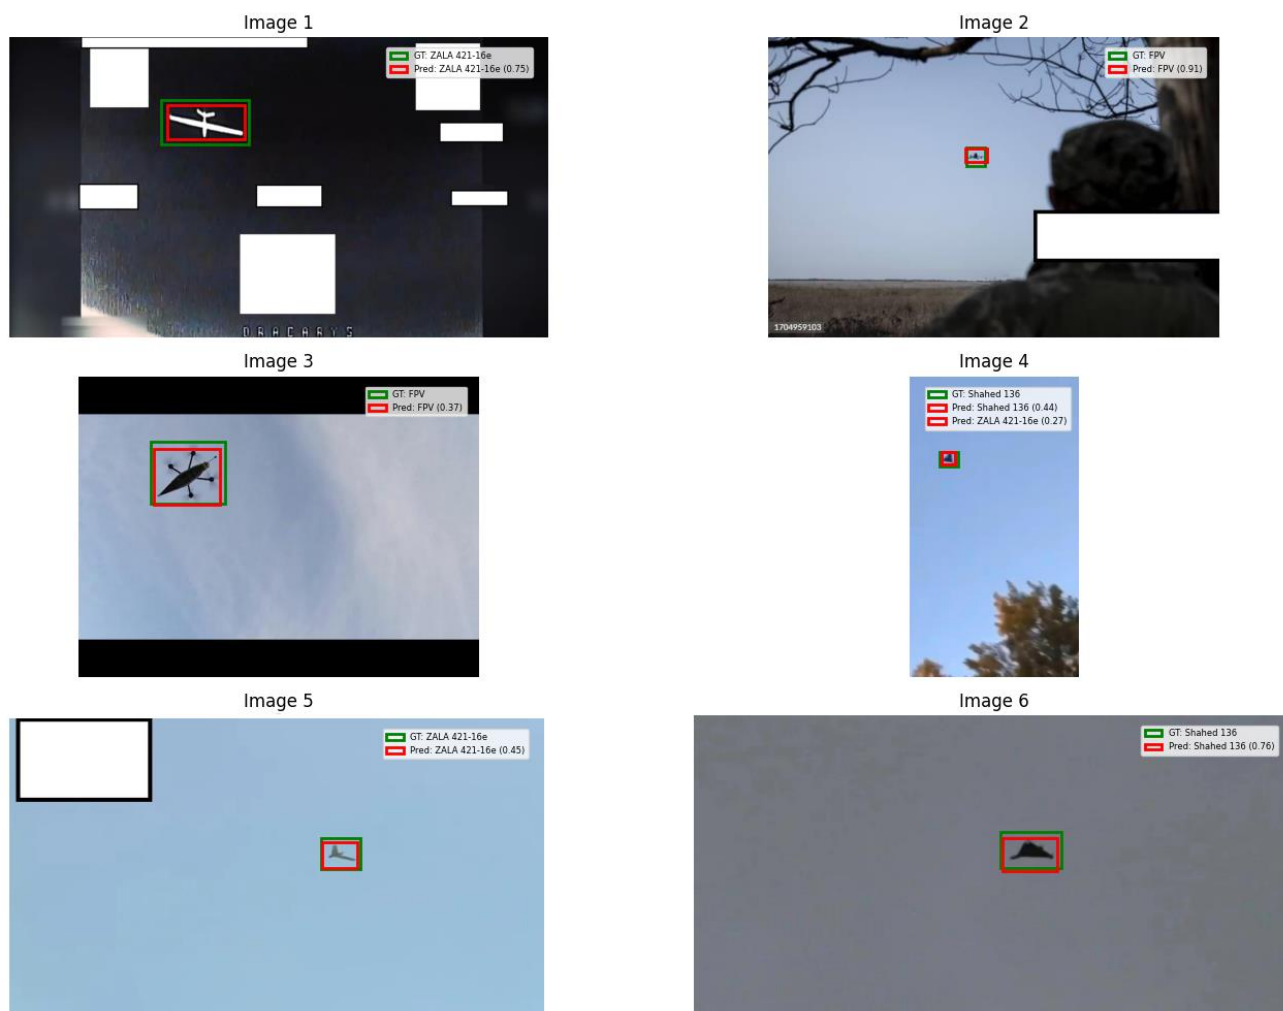 Image 1
GT: ZALA 421-16e
Pred: ZALA 421-16e (0.75)
DRACARYS
Image 2
GT: FPV
Pred: FPV (0.91)
1704959103
Image 3
GT: FPV
Pred: FPV (0.37)
Image 4
GT: Shahed 136
Pred: Shahed 136 (0.44)
Pred: ZALA 421-16e (0.27)
Image 5
GT: ZALA 421-16e
Pred: ZALA 421-16e (0.45)
Image 6
GT: Shahed 136
Pred: Shahed 136 (0.76)